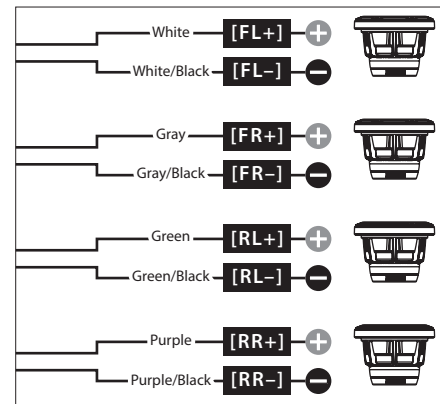 White [FL+] +
White/Black [FL–] –
Gray [FR+] +
Gray/Black [FR–] –
Green [RL+] +
Green/Black [RL–] –
Purple [RR+] +
Purple/Black [RR–] –